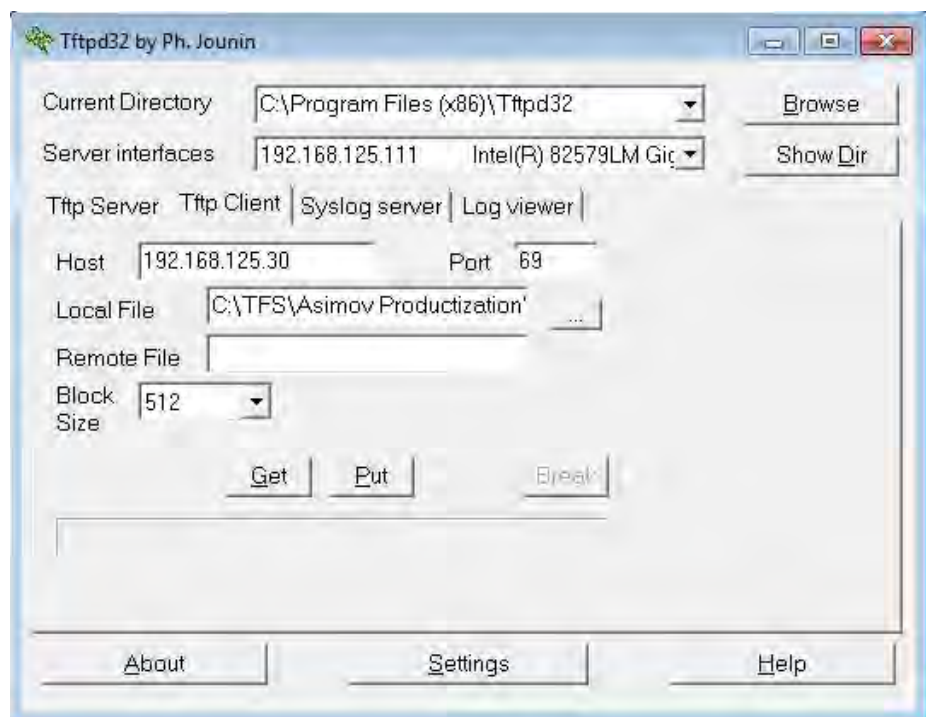 Tftpd32 by Ph. Jounin
Current Directory C:\Program Files (x86)\Tftpd32 Browse
Server interfaces 192.168.125.111 Intel(R) 82579LM Gig Show Dir
Tftp Server Tftp Client Syslog server Log viewer
Host 192.168.125.30 Port 69
Local File C:\TFS\Asimov Productization' ...
Remote File
Block Size 512
Get Put Break
About Settings Help